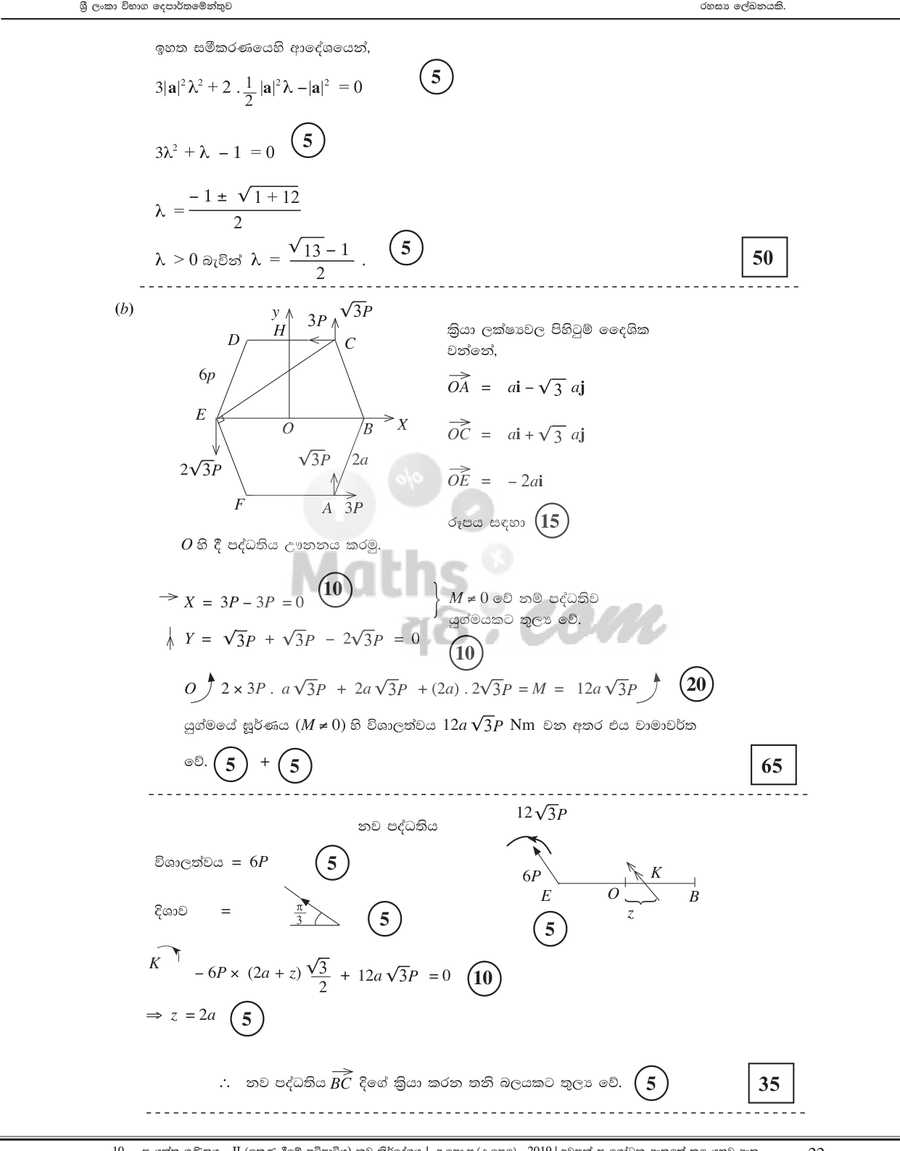 ශ්‍රී ලංකා විභාග දෙපාර්තමේන්තුව
රහස්‍ය ලේඛනයකි.
ඉහත සමීකරණයෙහි ආදේශයෙන්,
3|a|²λ² + 2 . 1/2 |a|²λ – |a|² = 0 5
3λ² + λ – 1 = 0 5
λ = (– 1 ± √(1 + 12))/2
λ > 0 බැවින් λ = (√13 – 1)/2 . 5
50
(b)
y H 3P √3P
D C
6p
E O B X
2√3P √3P 2a
F A 3P
ක්‍රියා ලක්ෂ්‍යවල පිහිටුම් දෛශික
වන්නේ,
OA = ai – √3 aj
OC = ai + √3 aj
OE = – 2ai
රූපය සඳහා 15
O හි දී පද්ධතිය ඌනනය කරමු.
→ X = 3P – 3P = 0 10
Y = √3P + √3P – 2√3P = 0
} M ≠ 0 වේ නම් පද්ධතිව
යුග්මයකට තුල්‍ය වේ.
10
Maths
.com
O 2 × 3P . a √3P + 2a √3P + (2a) . 2√3P = M = 12a √3P 20
යුග්මයේ ඝූර්ණය (M ≠ 0) හි විශාලත්වය 12a √3P Nm වන අතර එය වාමාවර්ත
වේ. 5 + 5
65
නව පද්ධතිය
12√3P
විශාලත්වය = 6P 5
6P K
E O B
z
5
දිශාව = π/3 5
K – 6P × (2a + z) √3/2 + 12a √3P = 0 10
⇒ z = 2a 5
∴ නව පද්ධතිය BC දිගේ ක්‍රියා කරන තනි බලයකට තුල්‍ය වේ. 5
35